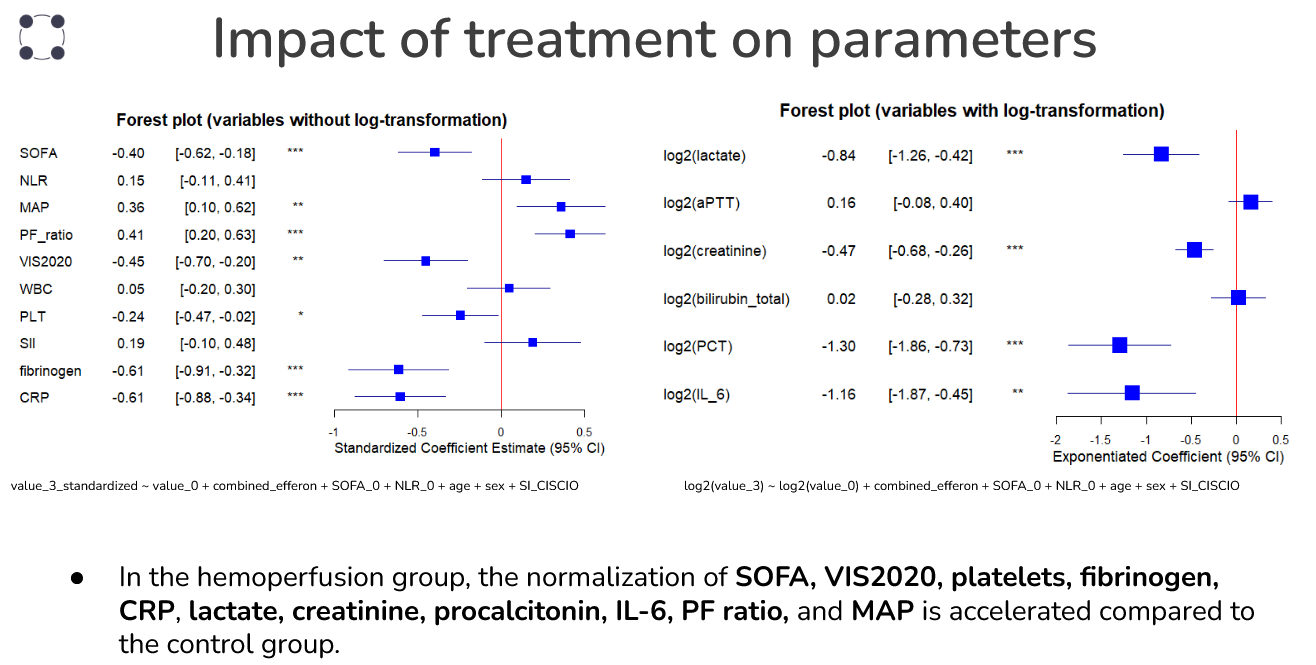 Impact of treatment on parameters
Forest plot (variables without log-transformation)
SOFA -0.40 [-0.62, -0.18] ***
NLR 0.15 [-0.11, 0.41]
MAP 0.36 [0.10, 0.62] **
PF_ratio 0.41 [0.20, 0.63] ***
VIS2020 -0.45 [-0.70, -0.20] **
WBC 0.05 [-0.20, 0.30]
PLT -0.24 [-0.47, -0.02] *
SII 0.19 [-0.10, 0.48]
fibrinogen -0.61 [-0.91, -0.32] ***
CRP -0.61 [-0.88, -0.34] ***
-1 -0.5 0 0.5
Standardized Coefficient Estimate (95% CI)
value_3_standardized ~ value_0 + combined_efferon + SOFA_0 + NLR_0 + age + sex + SI_CISCIO
Forest plot (variables with log-transformation)
log2(lactate) -0.84 [-1.26, -0.42] ***
log2(aPTT) 0.16 [-0.08, 0.40]
log2(creatinine) -0.47 [-0.68, -0.26] ***
log2(bilirubin_total) 0.02 [-0.28, 0.32]
log2(PCT) -1.30 [-1.86, -0.73] ***
log2(IL_6) -1.16 [-1.87, -0.45] **
-2 -1.5 -1 -0.5 0 0.5
Exponentiated Coefficient (95% CI)
log2(value_3) ~ log2(value_0) + combined_efferon + SOFA_0 + NLR_0 + age + sex + SI_CISCIO
● In the hemoperfusion group, the normalization of SOFA, VIS2020, platelets, fibrinogen,
CRP, lactate, creatinine, procalcitonin, IL-6, PF ratio, and MAP is accelerated compared to
the control group.